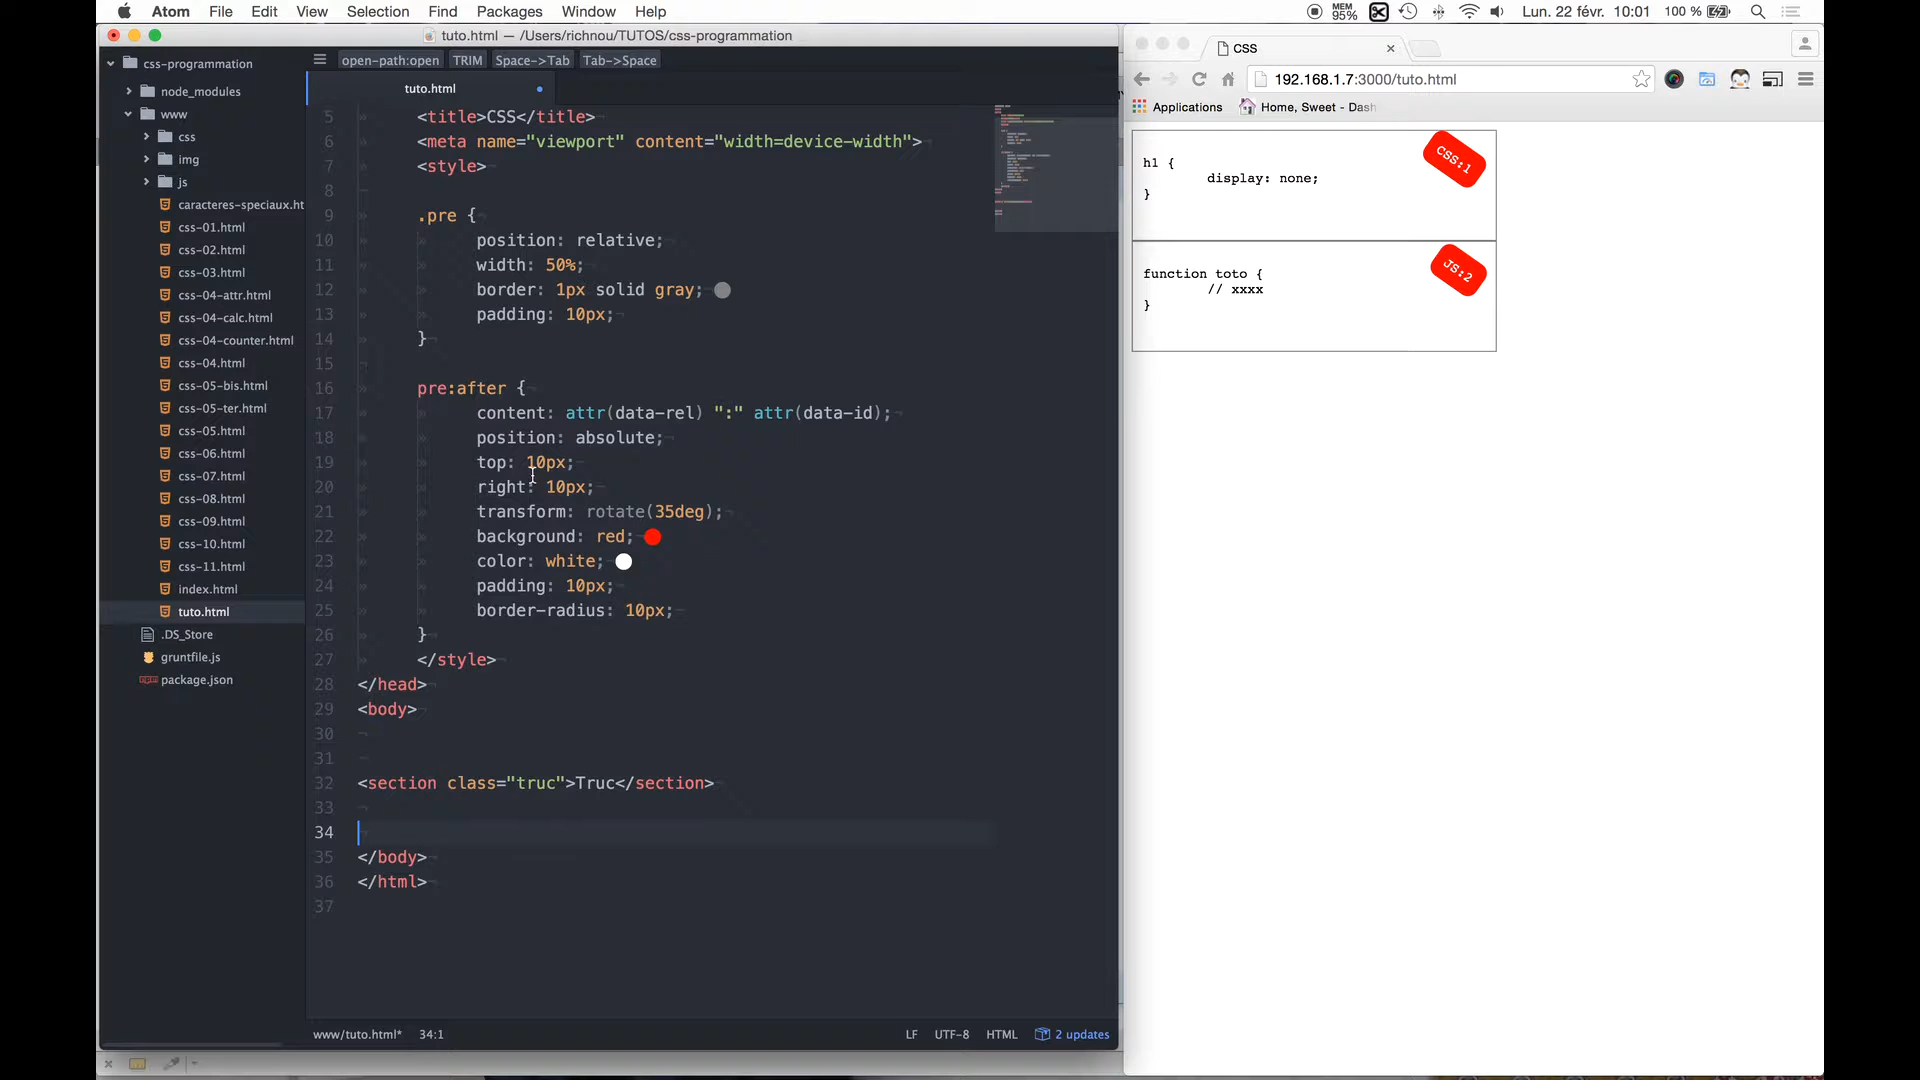 Atom File Edit View Selection Find Packages Window Help
MEM 95% Lun. 22 févr. 10:01 100 %
tuto.html — /Users/richnou/TUTOS/css-programmation
css-programmation
node_modules
www
css
img
js
caracteres-speciaux.ht
css-01.html
css-02.html
css-03.html
css-04-attr.html
css-04-calc.html
css-04-counter.html
css-04.html
css-05-bis.html
css-05-ter.html
css-05.html
css-06.html
css-07.html
css-08.html
css-09.html
css-10.html
css-11.html
index.html
tuto.html
.DS_Store
gruntfile.js
package.json
open-path:open TRIM Space->Tab Tab->Space
tuto.html
5 <title>CSS</title>
6 <meta name="viewport" content="width=device-width">
7 <style>
8
9 .pre {
10 position: relative;
11 width: 50%;
12 border: 1px solid gray;
13 padding: 10px;
14 }
15
16 pre:after {
17 content: attr(data-rel) ":" attr(data-id);
18 position: absolute;
19 top: 10px;
20 right: 10px;
21 transform: rotate(35deg);
22 background: red;
23 color: white;
24 padding: 10px;
25 border-radius: 10px;
26 }
27 </style>
28 </head>
29 <body>
30
31
32 <section class="truc">Truc</section>
33
34
35 </body>
36 </html>
37
www/tuto.html* 34:1 LF UTF-8 HTML 2 updates
CSS
192.168.1.7:3000/tuto.html
Applications Home, Sweet - Dash
h1 {
display: none;
}
CSS:1
function toto {
// xxxx
}
JS:2